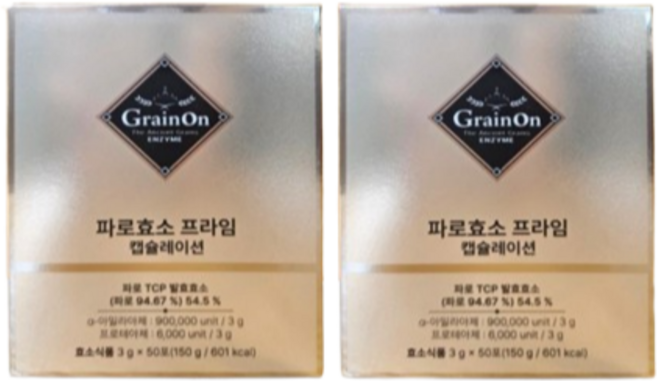 GrainOn
The Ancient Grains
ENZYME
파로효소 프라임
캡슐레이션
파로 TCP 발효효소
(파로 94.67 %) 54.5 %
α-아밀라아제 : 900,000 unit / 3 g
프로테아제 : 6,000 unit / 3 g
효소식품 3 g × 50포(150 g / 601 kcal)
GrainOn
The Ancient Grains
ENZYME
파로효소 프라임
캡슐레이션
파로 TCP 발효효소
(파로 94.67 %) 54.5 %
α-아밀라아제 : 900,000 unit / 3 g
프로테아제 : 6,000 unit / 3 g
효소식품 3 g × 50포(150 g / 601 kcal)